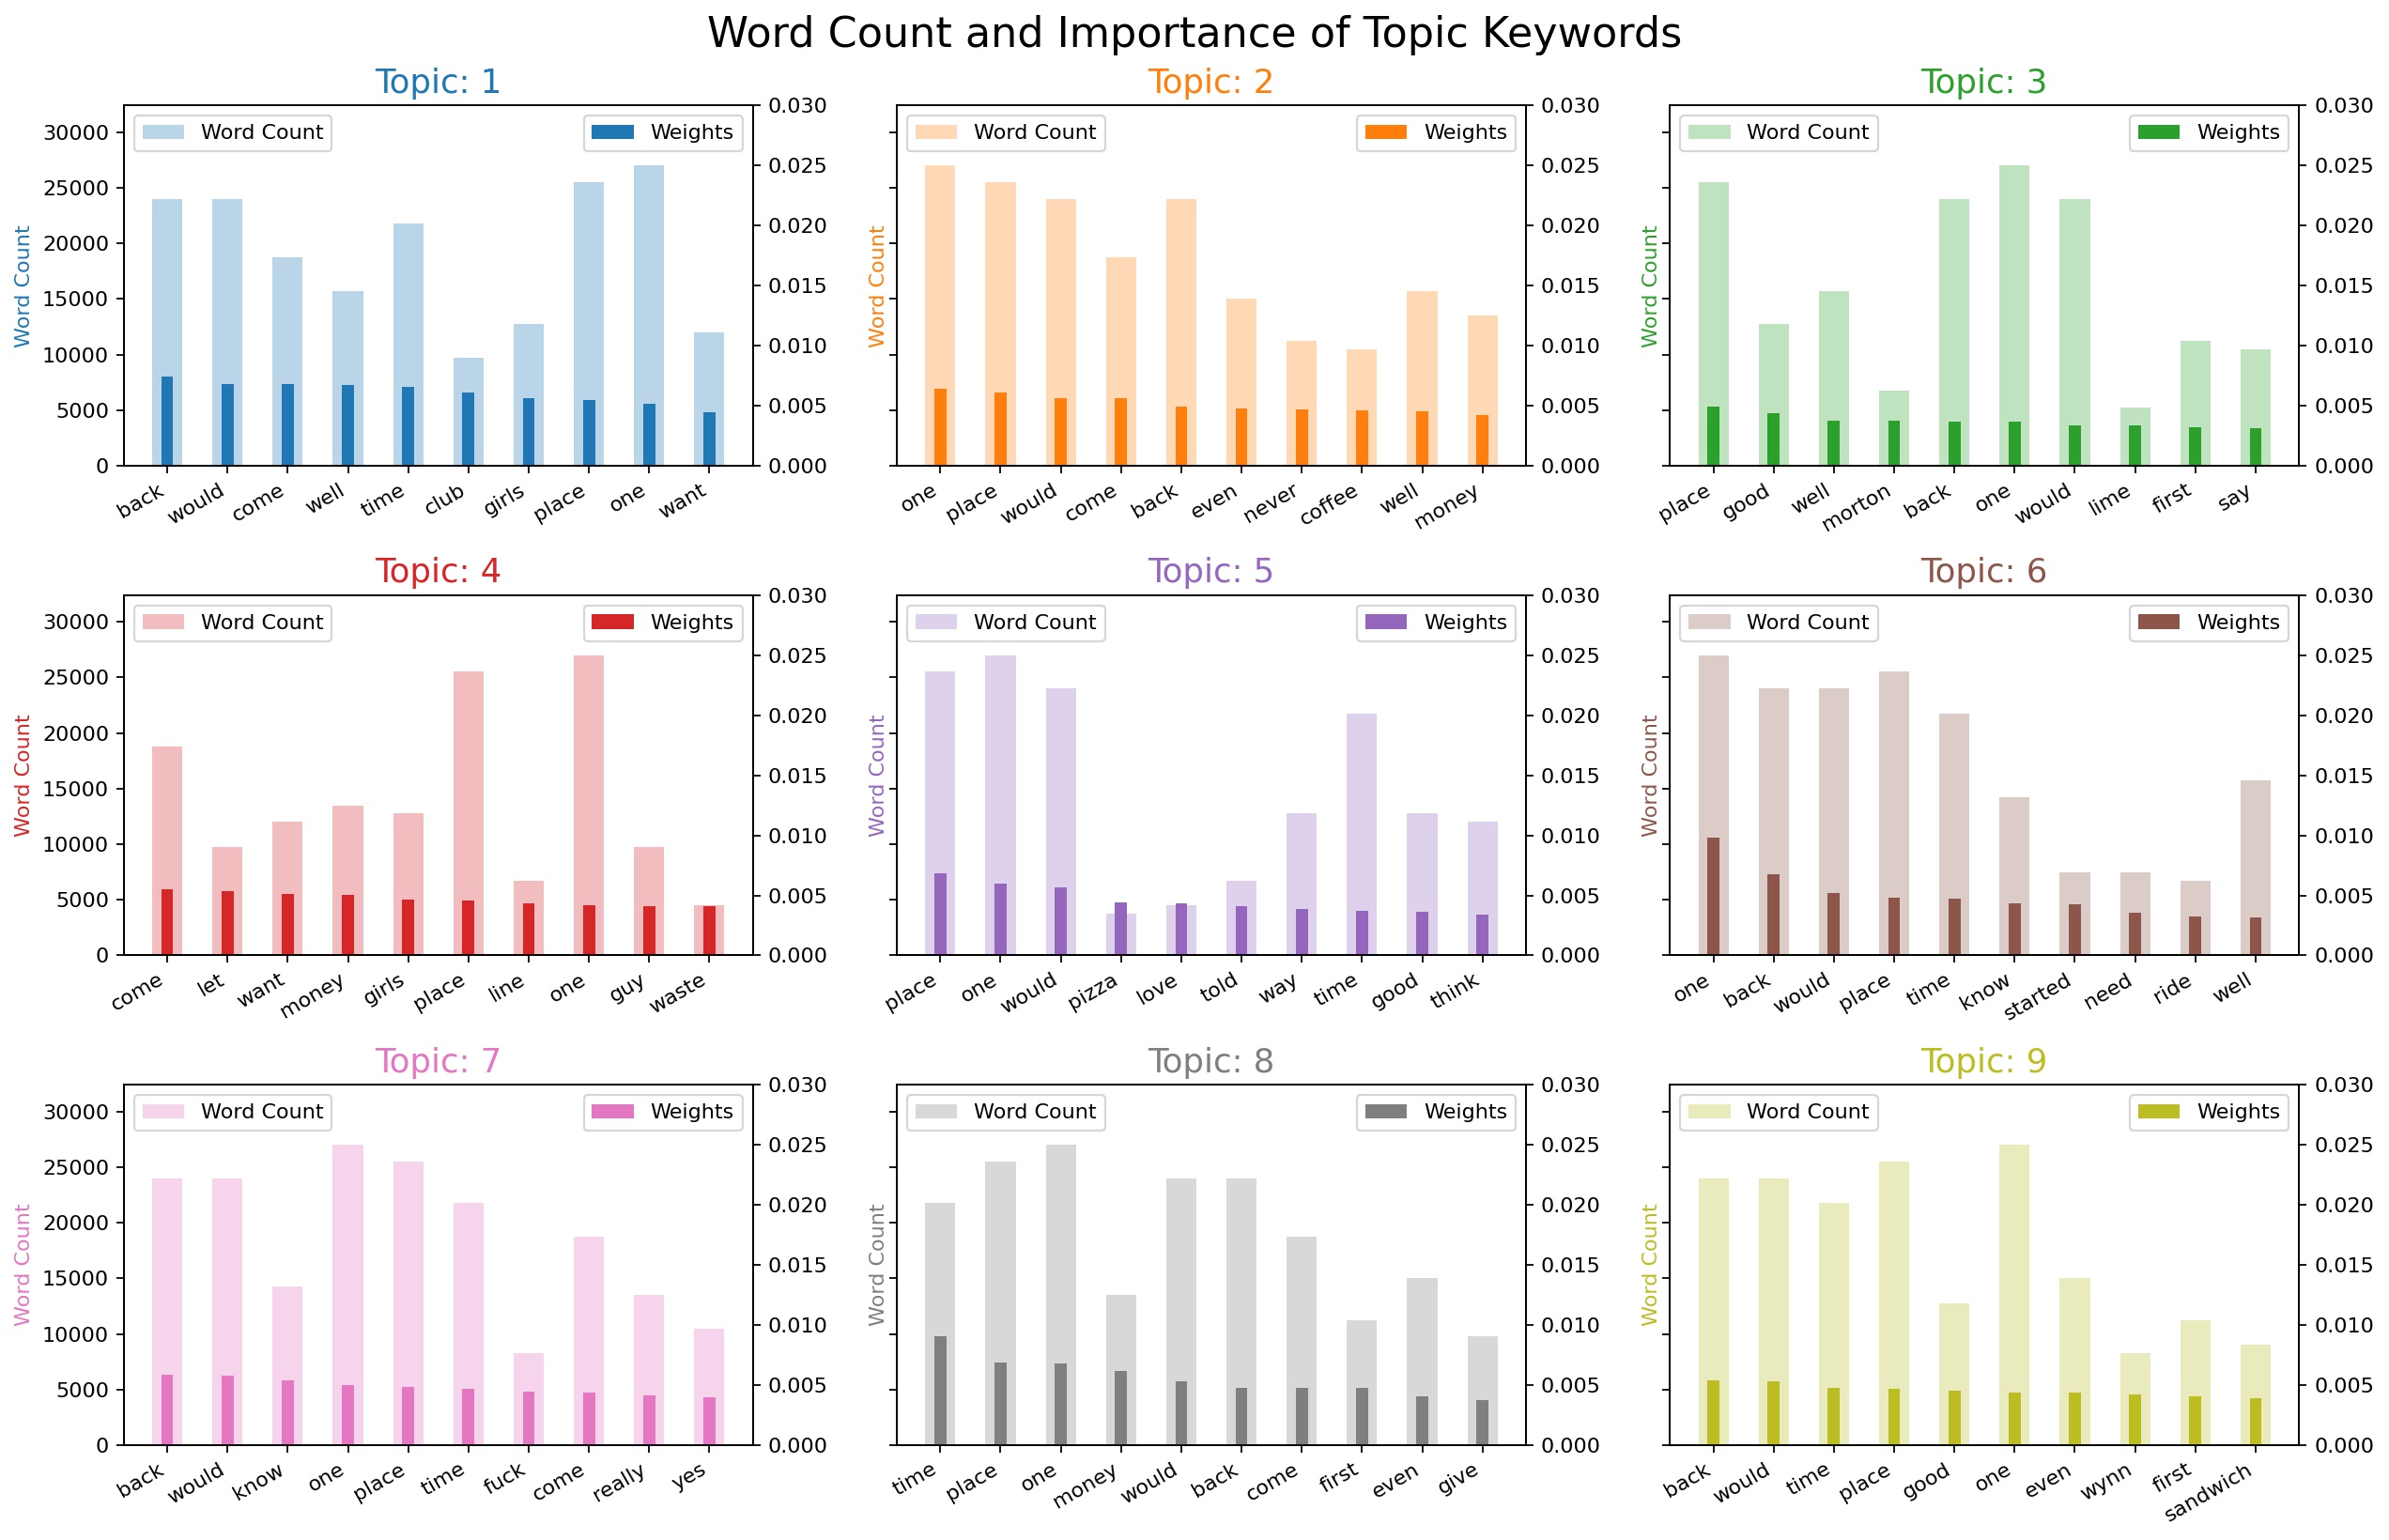 Word Count and Importance of Topic Keywords
Topic: 1
Topic: 2
Topic: 3
Word Count
30000
25000
20000
15000
10000
5000
0
Word Count
Weights
0.030
0.025
0.020
0.015
0.010
0.005
0.000
back would come well time club girls place one want
Word Count
Word Count
Weights
0.030
0.025
0.020
0.015
0.010
0.005
0.000
one place would come back even never coffee well money
Word Count
Word Count
Weights
0.030
0.025
0.020
0.015
0.010
0.005
0.000
place good well morton back one would lime first say
Topic: 4
Topic: 5
Topic: 6
Word Count
30000
25000
20000
15000
10000
5000
0
Word Count
Weights
0.030
0.025
0.020
0.015
0.010
0.005
0.000
come let want money girls place line one guy waste
Word Count
Word Count
Weights
0.030
0.025
0.020
0.015
0.010
0.005
0.000
place one would pizza love told way time good think
Word Count
Word Count
Weights
0.030
0.025
0.020
0.015
0.010
0.005
0.000
one back would place time know started need ride well
Topic: 7
Topic: 8
Topic: 9
Word Count
30000
25000
20000
15000
10000
5000
0
Word Count
Weights
0.030
0.025
0.020
0.015
0.010
0.005
0.000
back would know one place time fuck come really yes
Word Count
Word Count
Weights
0.030
0.025
0.020
0.015
0.010
0.005
0.000
time place one money would back come first even give
Word Count
Word Count
Weights
0.030
0.025
0.020
0.015
0.010
0.005
0.000
back would time place good one even wynn first sandwich